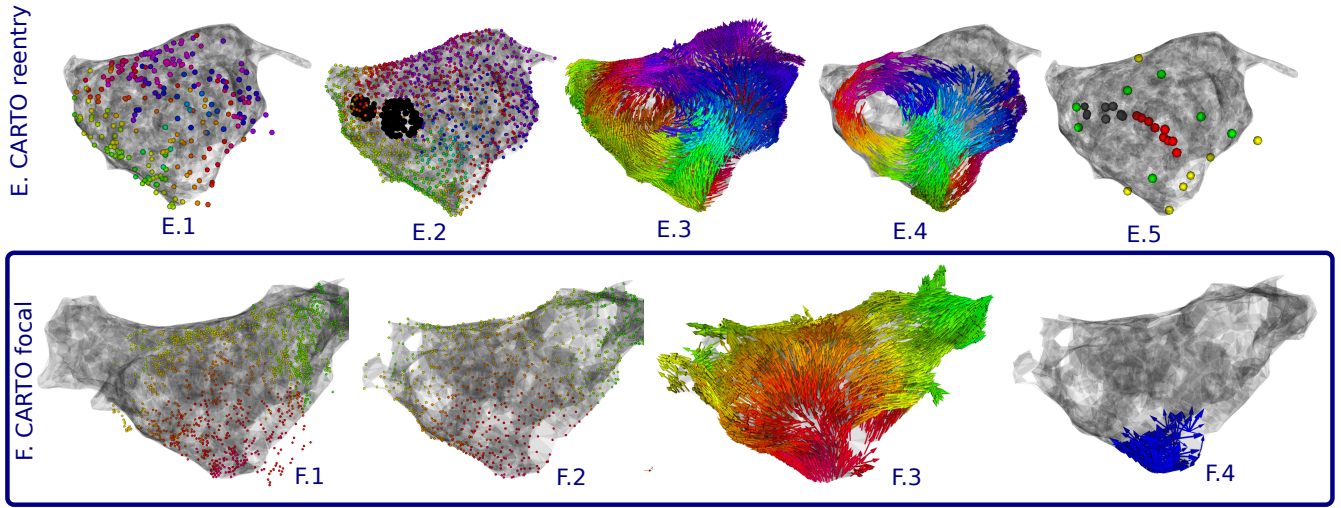 E. CARTO reentry
E.1
E.2
E.3
E.4
E.5
F. CARTO focal
F.1
F.2
F.3
F.4